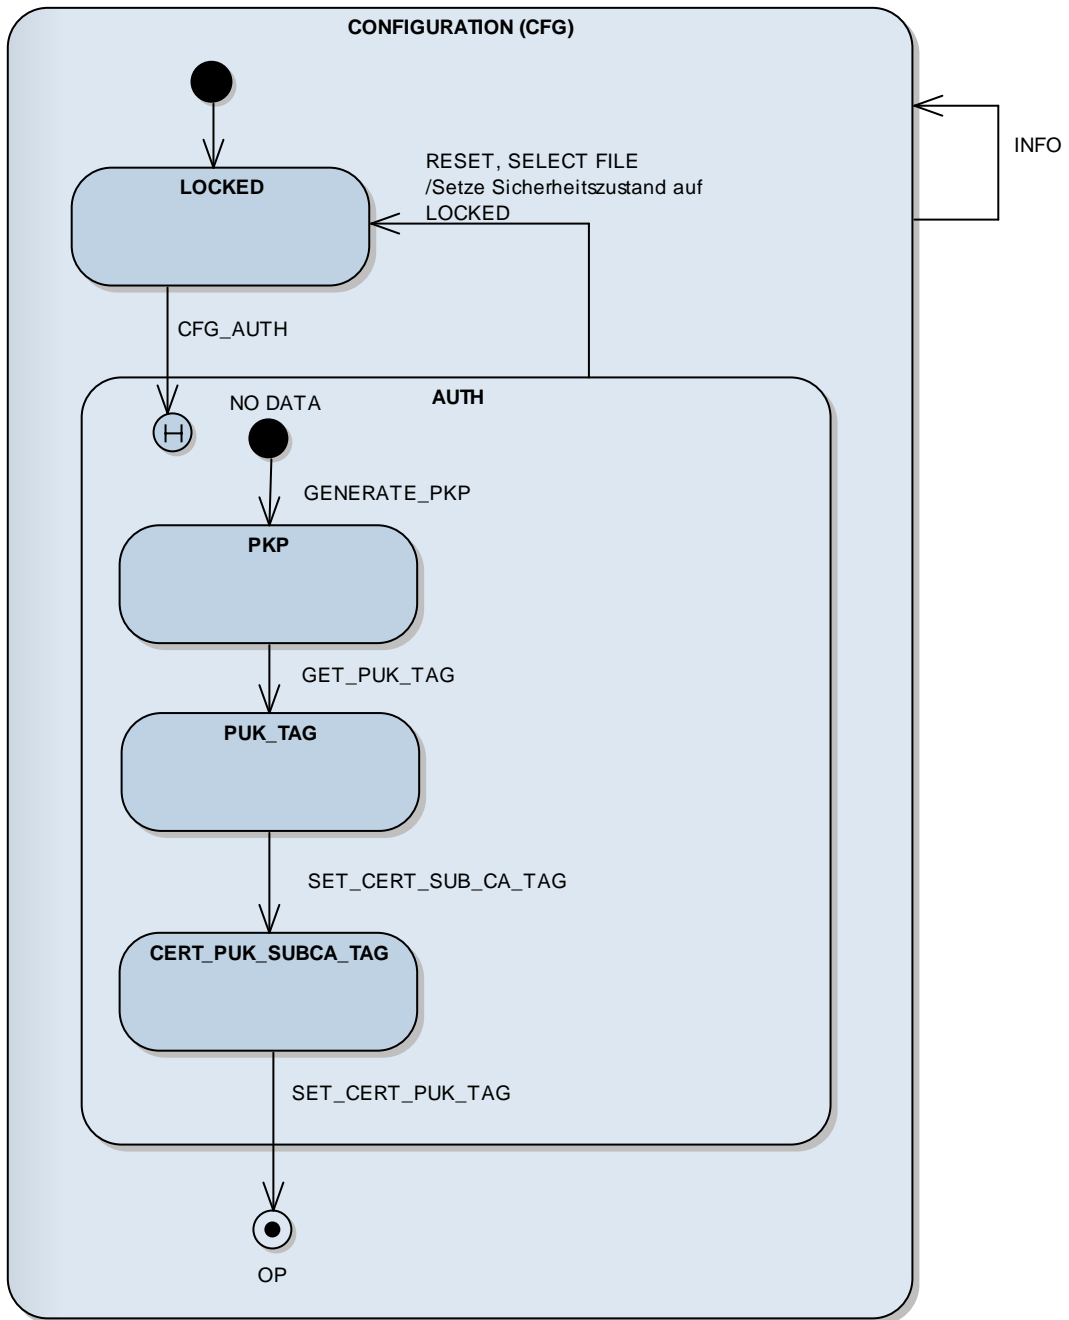 CONFIGURATION (CFG)
INFO
RESET, SELECT FILE
/Setze Sicherheitszustand auf
LOCKED
LOCKED
CFG_AUTH
AUTH
NO DATA
H
GENERATE_PKP
PKP
GET_PUK_TAG
PUK_TAG
SET_CERT_SUB_CA_TAG
CERT_PUK_SUBCA_TAG
SET_CERT_PUK_TAG
OP